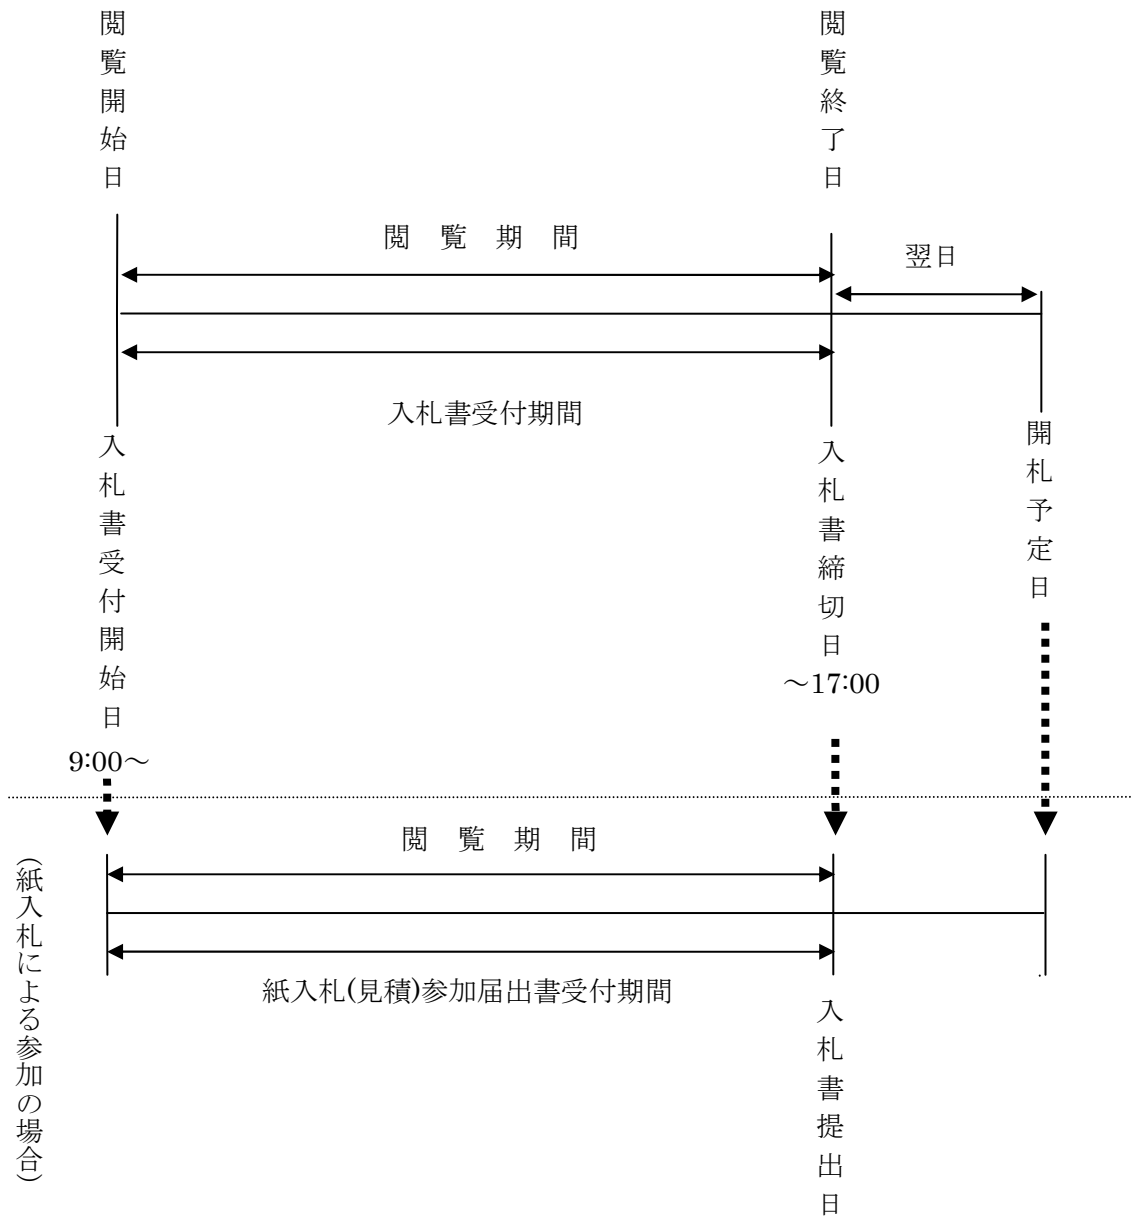 閲覧開始日
閲覧終了日
閲覧期間
翌日
入札書受付期間
入札書受付開始日
9:00～
入札書締切日
～17:00
開札予定日
閲覧期間
(紙入札による参加の場合)
紙入札(見積)参加届出書受付期間
入札書提出日